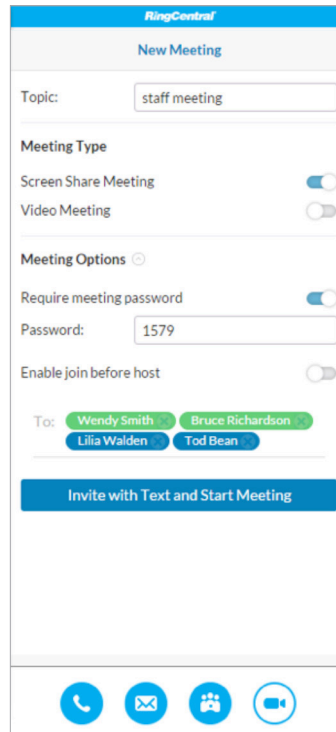 RingCentral
New Meeting
Topic: staff meeting
Meeting Type
Screen Share Meeting
Video Meeting
Meeting Options
Require meeting password
Password: 1579
Enable join before host
To: Wendy Smith Bruce Richardson
Lilia Walden Tod Bean
Invite with Text and Start Meeting